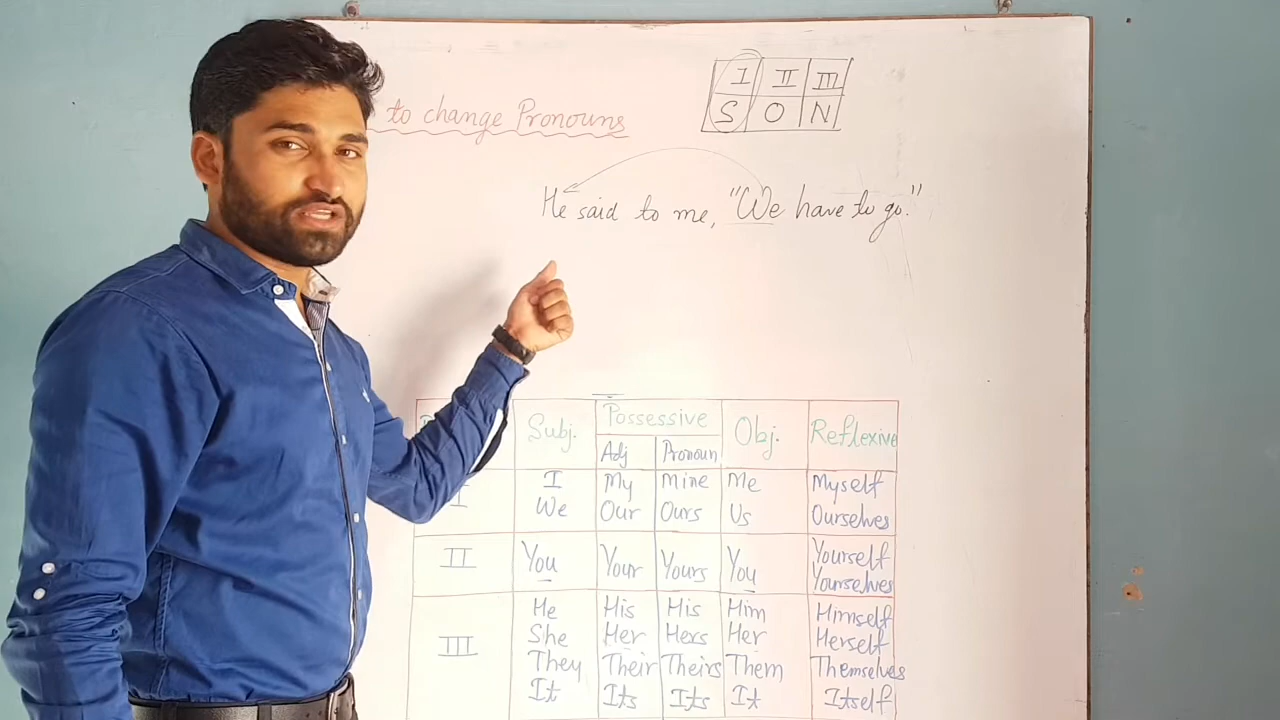 I II III
to change Pronouns
S O N
He said to me, "We have to go."
Subj. Possessive Obj. Reflexive
Adj Pronoun
I My mine Me Myself
We Our Ours Us Ourselves
II You Your Yours You Yourself
Yourselves
He His His Him Himself
She Her Hers Her Herself
III They Their Theirs Them Themselves
It Its Its It Itself